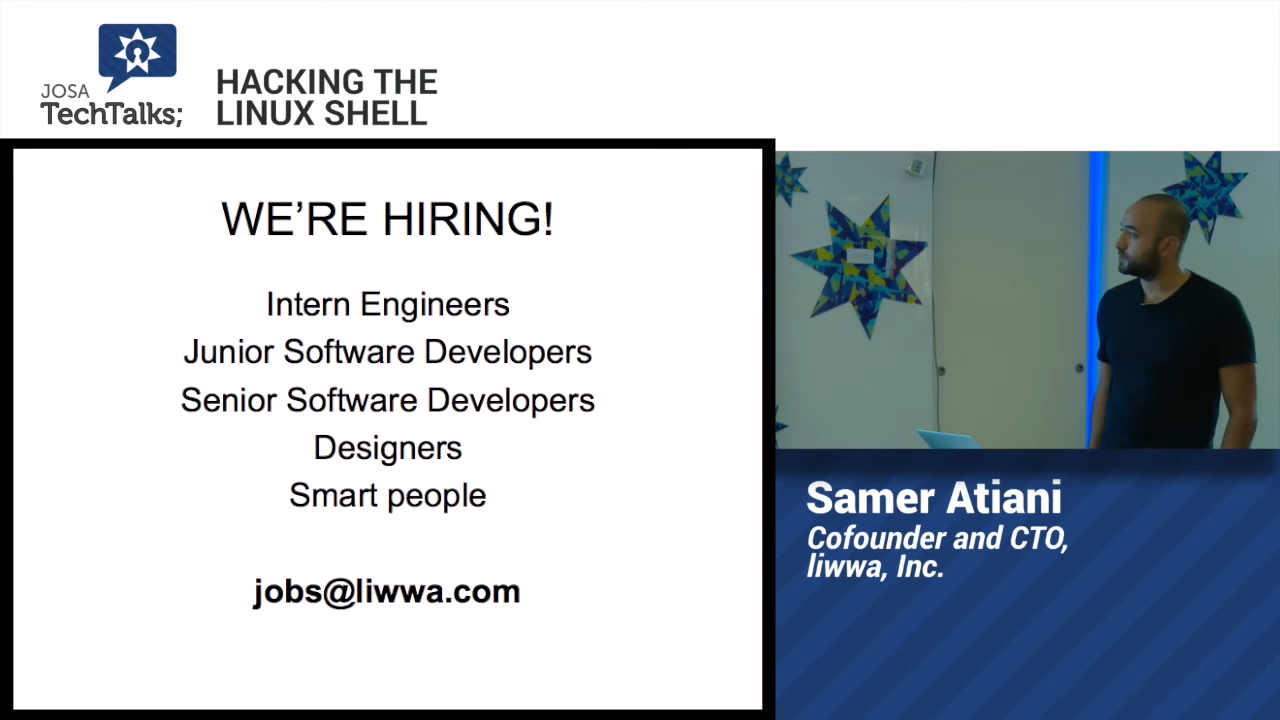 JOSA
TechTalks;
HACKING THE
LINUX SHELL
WE’RE HIRING!
Intern Engineers
Junior Software Developers
Senior Software Developers
Designers
Smart people
jobs@liwwa.com
Samer Atiani
Cofounder and CTO,
liwwa, Inc.